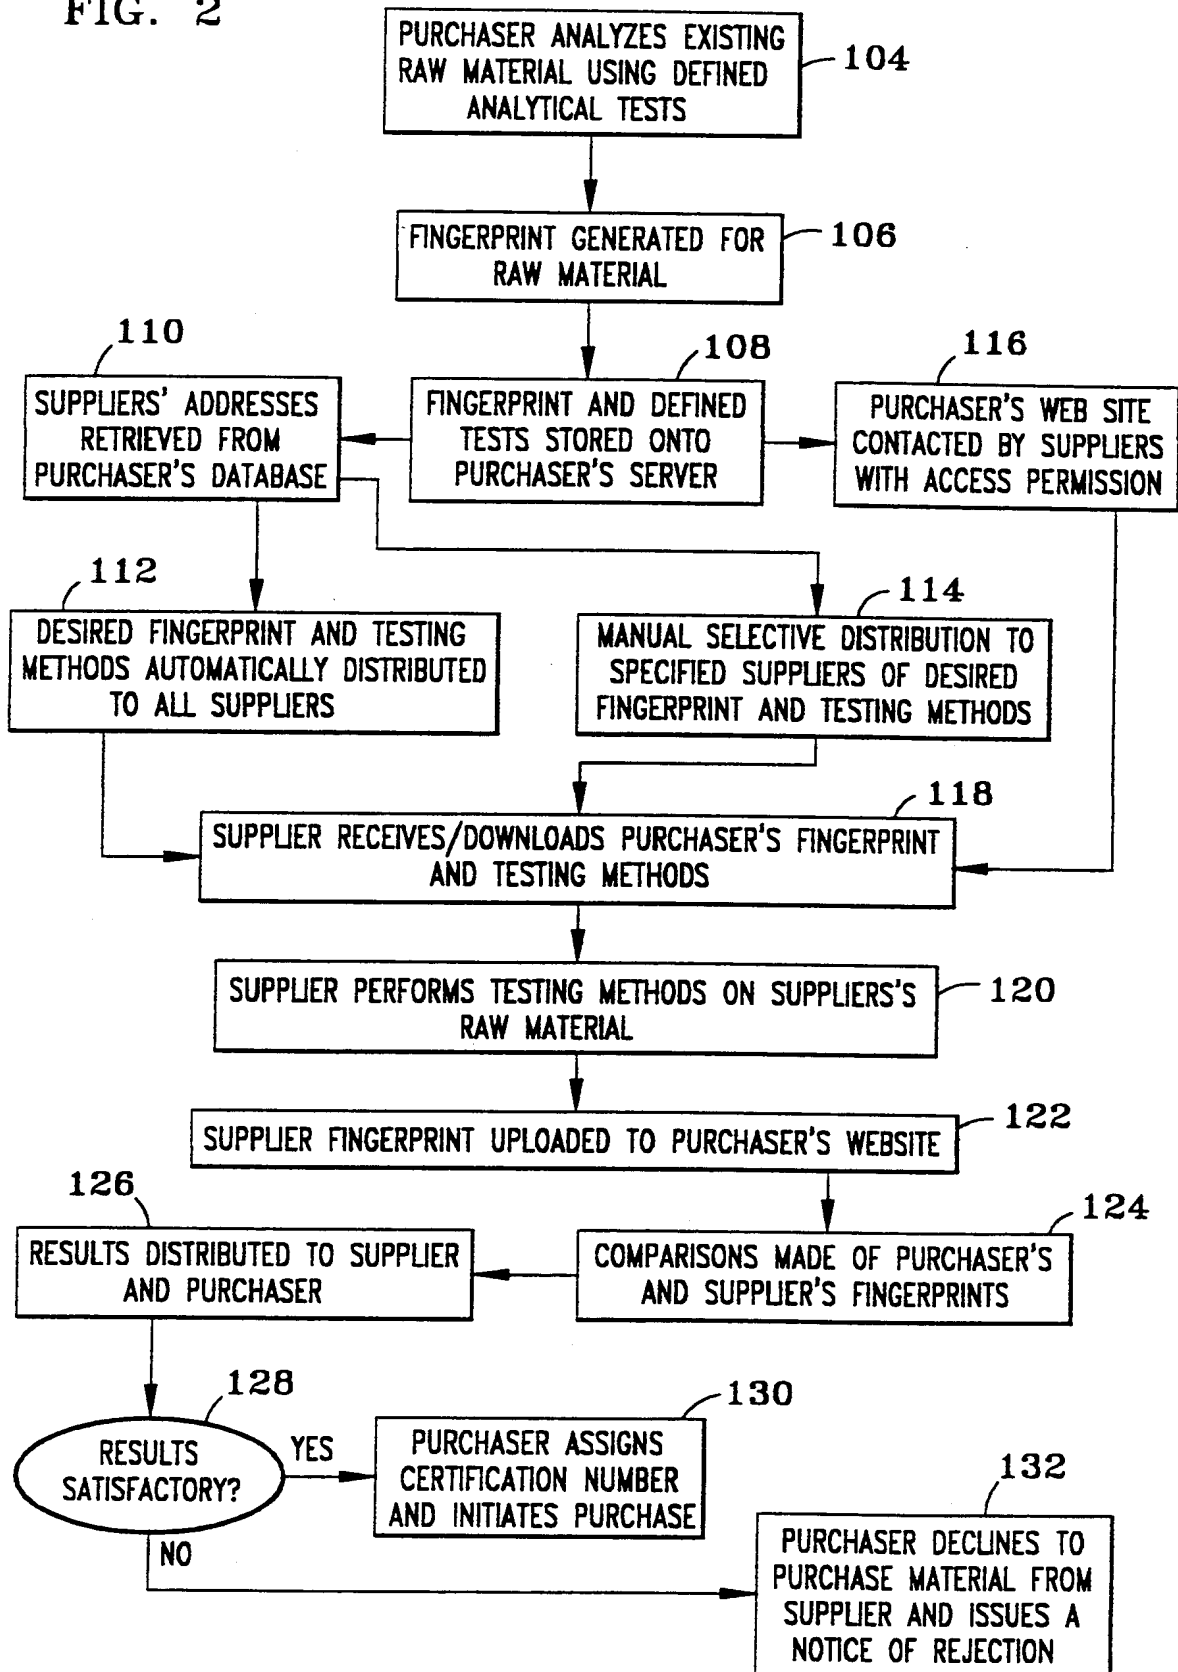 FIG. 2
PURCHASER ANALYZES EXISTING
RAW MATERIAL USING DEFINED
ANALYTICAL TESTS
104
FINGERPRINT GENERATED FOR
RAW MATERIAL
106
110
SUPPLIERS' ADDRESSES
RETRIEVED FROM
PURCHASER'S DATABASE
108
FINGERPRINT AND DEFINED
TESTS STORED ONTO
PURCHASER'S SERVER
116
PURCHASER'S WEB SITE
CONTACTED BY SUPPLIERS
WITH ACCESS PERMISSION
112
DESIRED FINGERPRINT AND TESTING
METHODS AUTOMATICALLY DISTRIBUTED
TO ALL SUPPLIERS
114
MANUAL SELECTIVE DISTRIBUTION TO
SPECIFIED SUPPLIERS OF DESIRED
FINGERPRINT AND TESTING METHODS
118
SUPPLIER RECEIVES/DOWNLOADS PURCHASER'S FINGERPRINT
AND TESTING METHODS
SUPPLIER PERFORMS TESTING METHODS ON SUPPLIERS'S
RAW MATERIAL
120
SUPPLIER FINGERPRINT UPLOADED TO PURCHASER'S WEBSITE
122
124
COMPARISONS MADE OF PURCHASER'S
AND SUPPLIER'S FINGERPRINTS
126
RESULTS DISTRIBUTED TO SUPPLIER
AND PURCHASER
128
RESULTS
SATISFACTORY?
YES
130
PURCHASER ASSIGNS
CERTIFICATION NUMBER
AND INITIATES PURCHASE
NO
132
PURCHASER DECLINES TO
PURCHASE MATERIAL FROM
SUPPLIER AND ISSUES A
NOTICE OF REJECTION